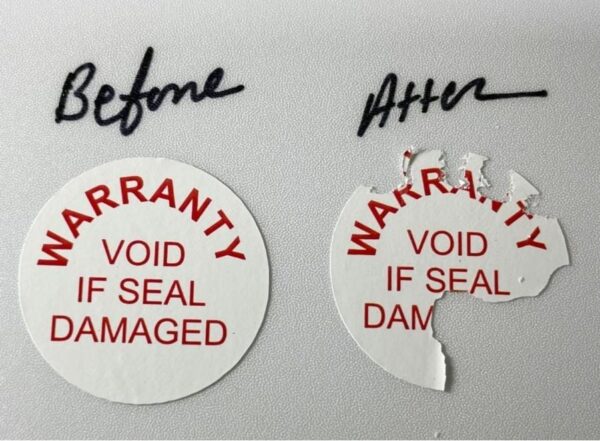 Before
WARRANTY
VOID
IF SEAL
DAMAGED
After
WARRANTY
VOID
IF SEAL
DAM